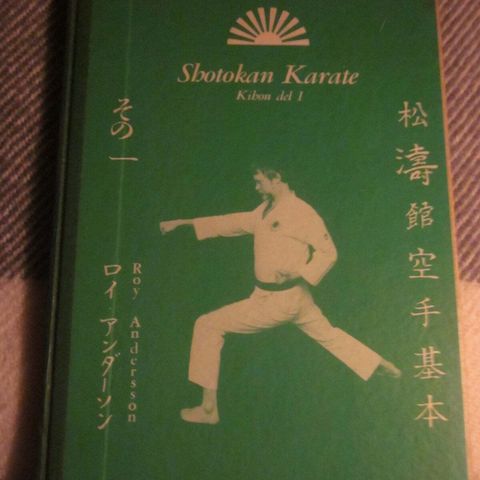 Shotokan Karate
Kihon del 1
松濤館空手基本
その一
Roy Andersson
ロイ アンダーソン